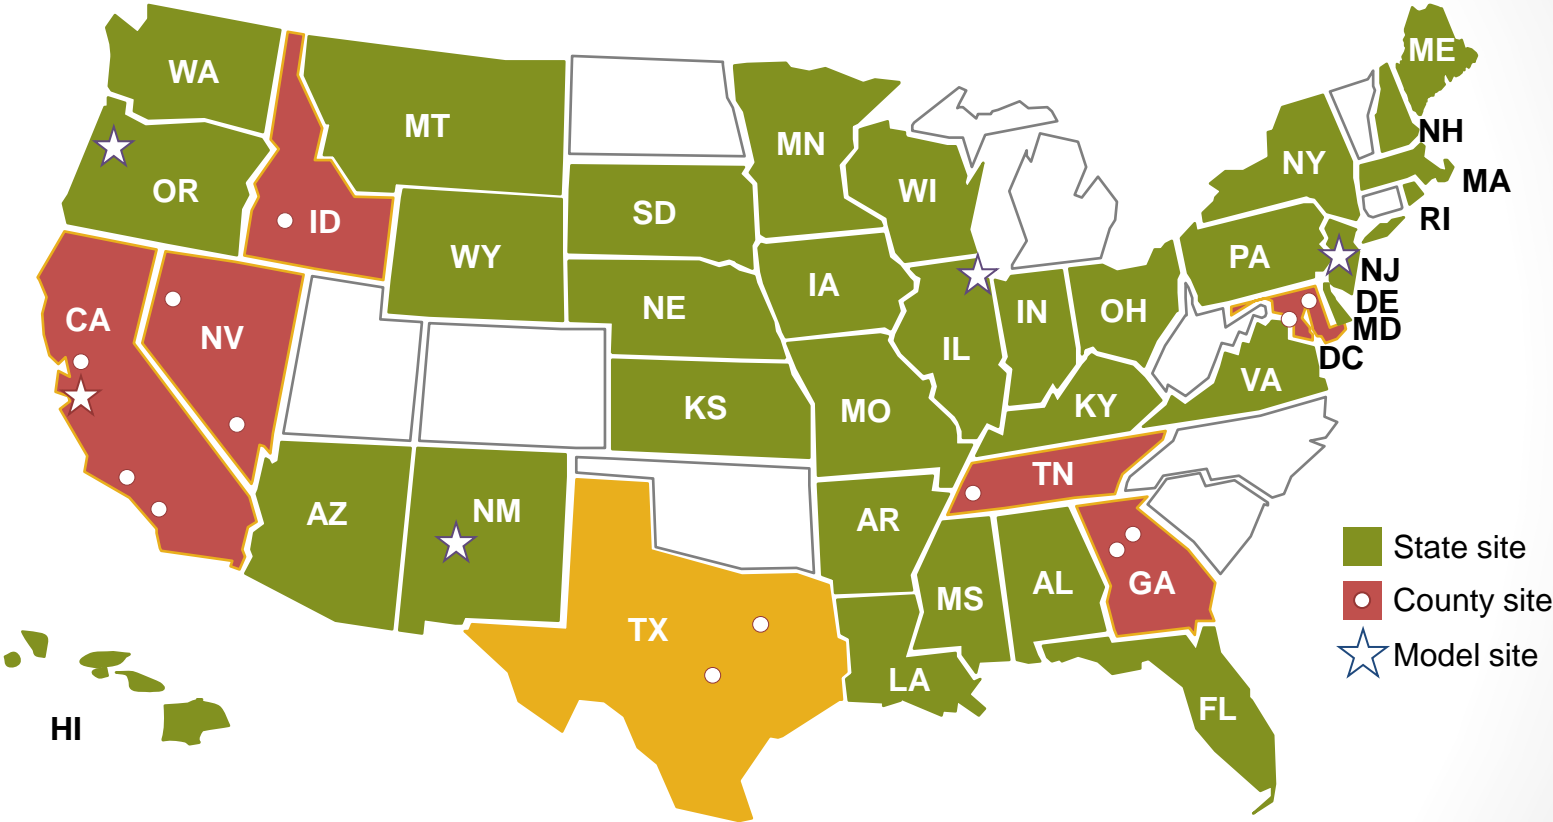 WA
MT
ME
OR
ID
MN
WI
NH
NY
MA
RI
SD
WY
PA
NJ
DE
MD
DC
IA
NE
CA
NV
IL
IN
OH
VA
KS
MO
KY
TN
AZ
NM
AR
MS
AL
GA
TX
LA
FL
HI
State site
County site
Model site